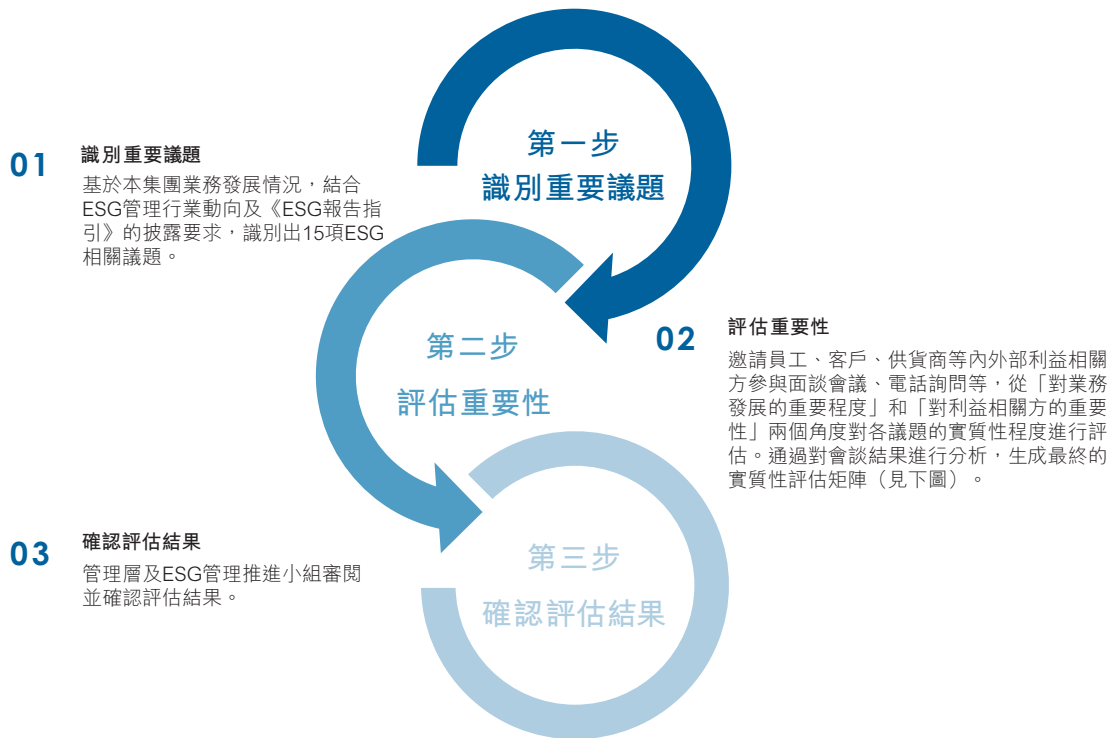 第一步
識別重要議題
01
識別重要議題
基於本集團業務發展情況，結合
ESG管理行業動向及《ESG報告指
引》的披露要求，識別出15項ESG
相關議題。
第二步
評估重要性
02
評估重要性
邀請員工、客戶、供貨商等內外部利益相關
方參與面談會議、電話詢問等，從「對業務
發展的重要程度」和「對利益相關方的重要
性」兩個角度對各議題的實質性程度進行評
估。通過對會談結果進行分析，生成最終的
實質性評估矩陣（見下圖）。
第三步
確認評估結果
03
確認評估結果
管理層及ESG管理推進小組審閱
並確認評估結果。